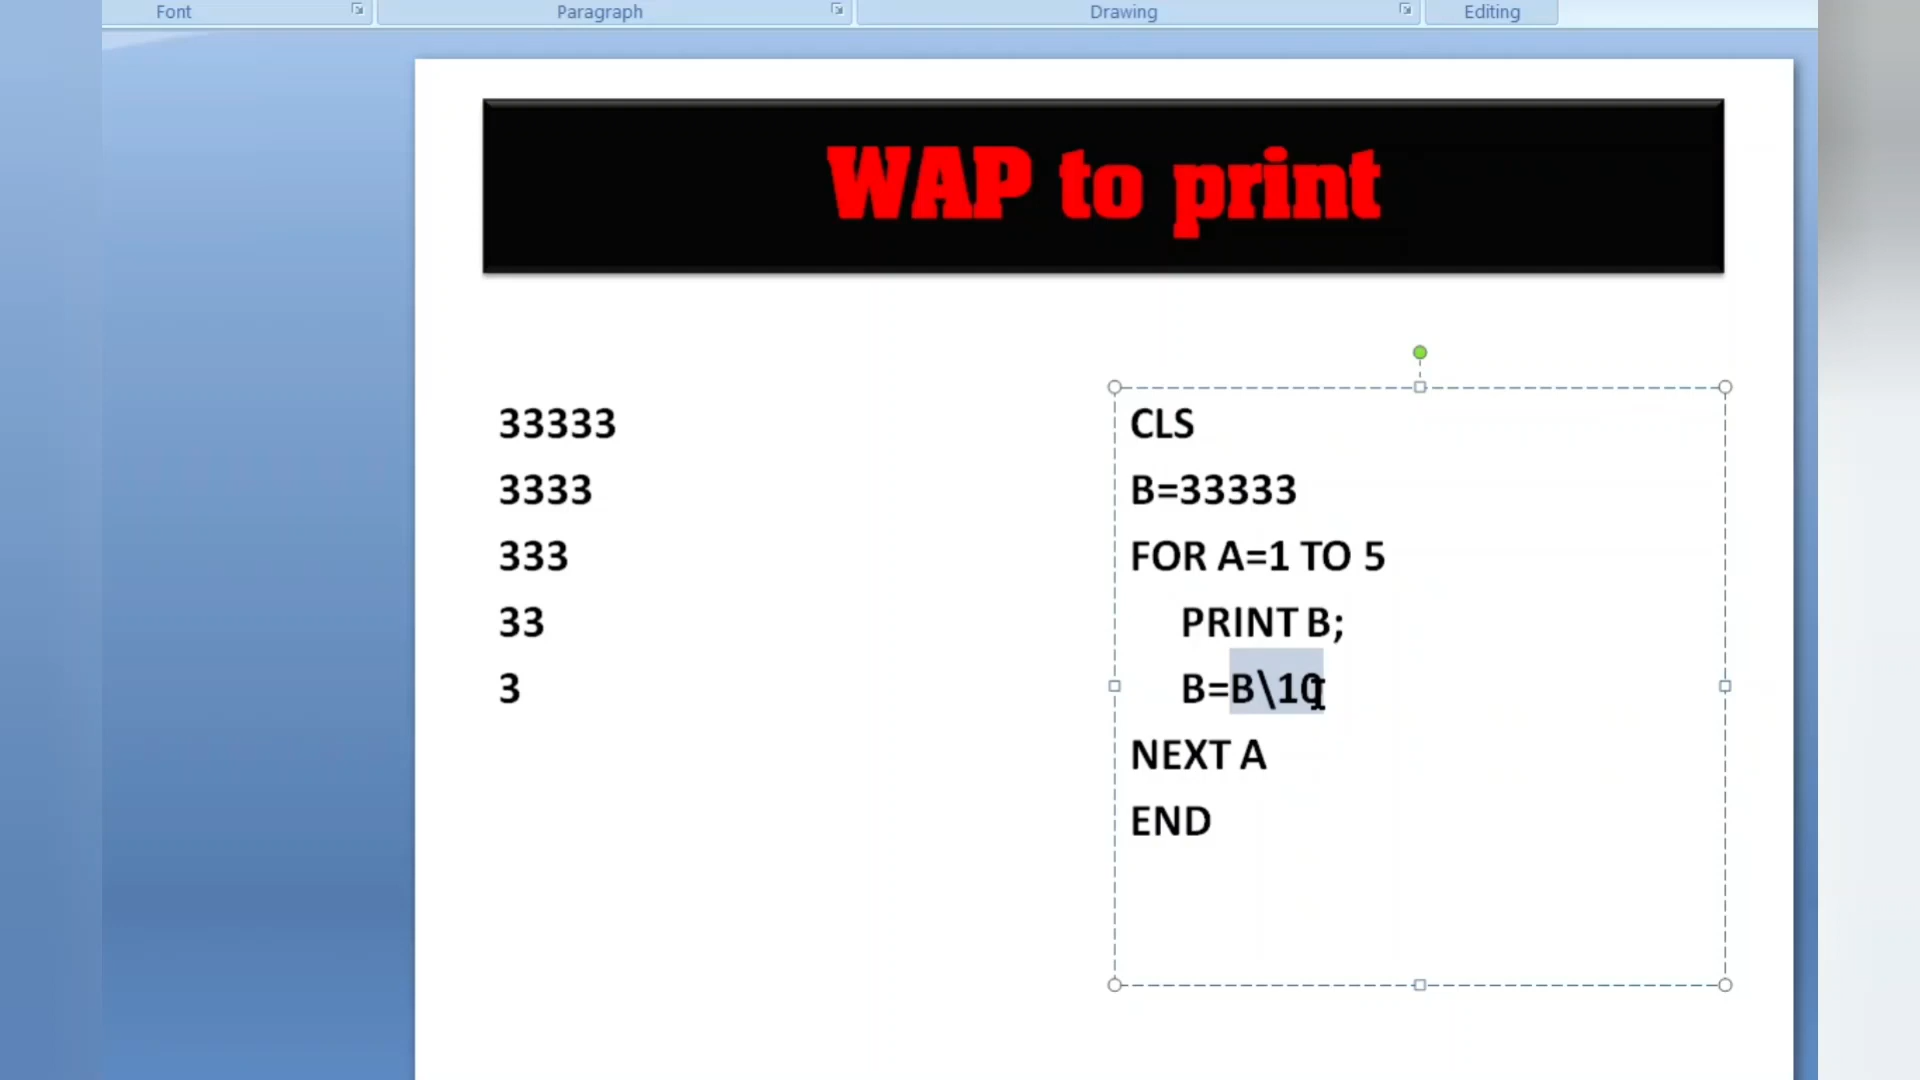 Font Paragraph Drawing Editing
WAP to print
33333
3333
333
33
3
CLS
B=33333
FOR A=1 TO 5
PRINT B;
B=B\10
NEXT A
END